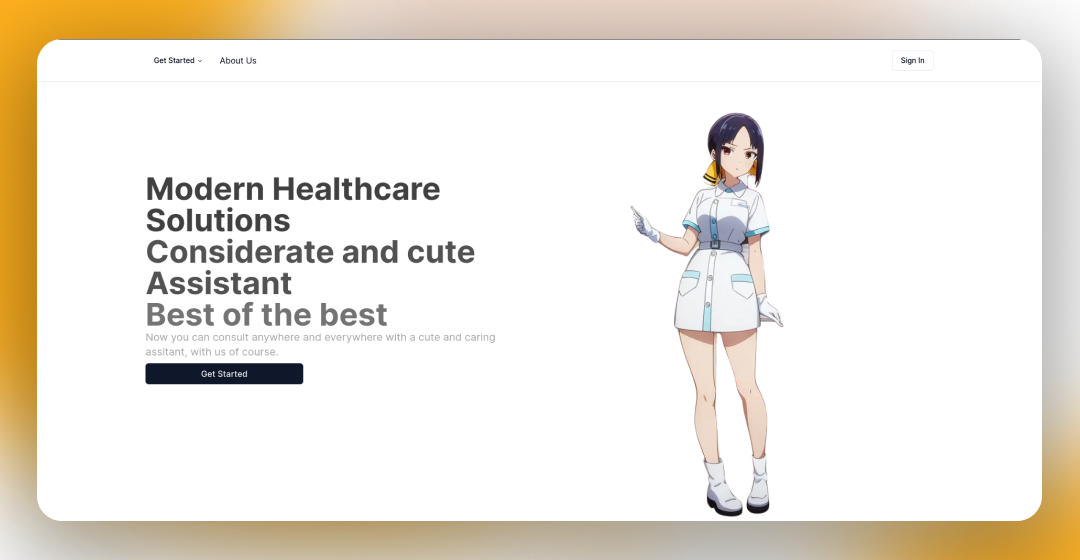 Get Started
About Us
Sign In
Modern Healthcare
Solutions
Considerate and cute
Assistant
Best of the best
Now you can consult anywhere and everywhere with a cute and caring
assitant, with us of course.
Get Started